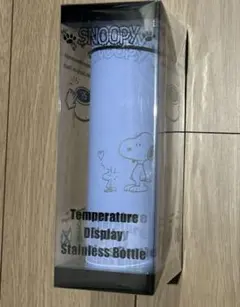 SNOOPY
Temperature
Display
Stainless Bottle